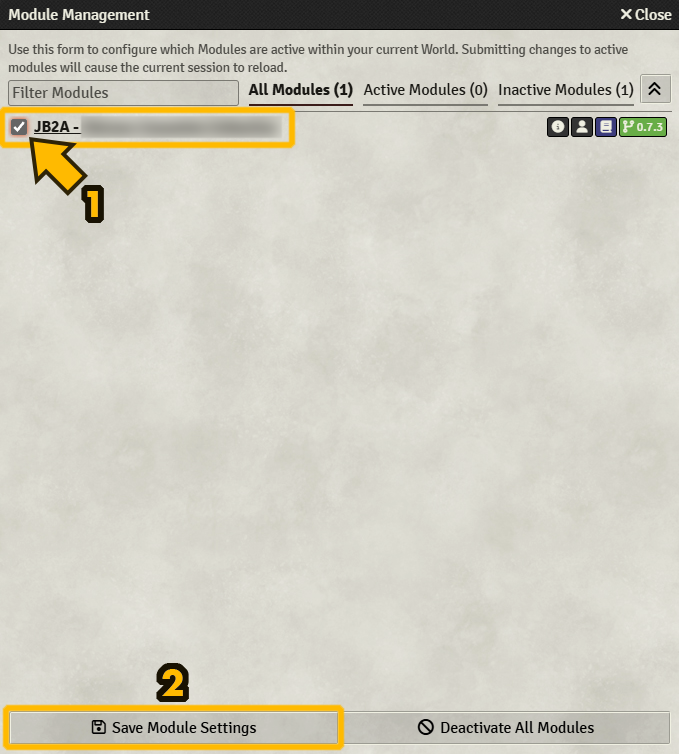 Module Management
Close
Use this form to configure which Modules are active within your current World. Submitting changes to active
modules will cause the current session to reload.
Filter Modules
All Modules (1)
Active Modules (0)
Inactive Modules (1)
JB2A -
0.7.3
1
2
Save Module Settings
Deactivate All Modules